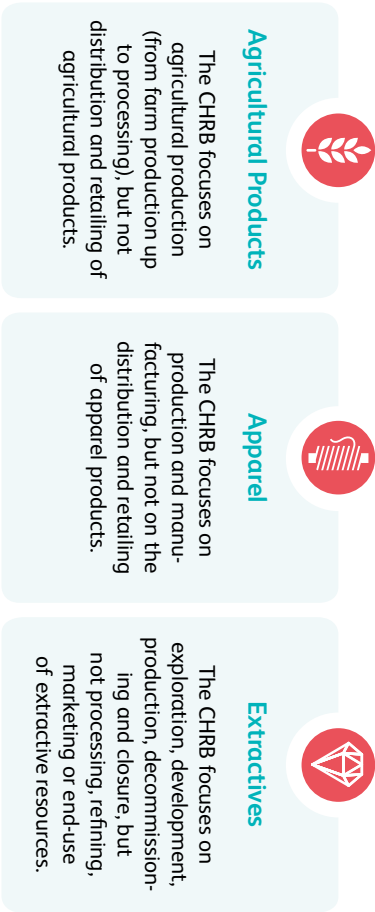 Agricultural Products
The CHRB focuses on
agricultural production
(from farm production up
to processing), but not
distribution and retailing of
agricultural products.
Apparel
The CHRB focuses on
production and manu-
facturing, but not on the
distribution and retailing
of apparel products.
Extractives
The CHRB focuses on
exploration, development,
production, decommission-
ing and closure, but
not processing, refining,
marketing or end-use
of extractive resources.